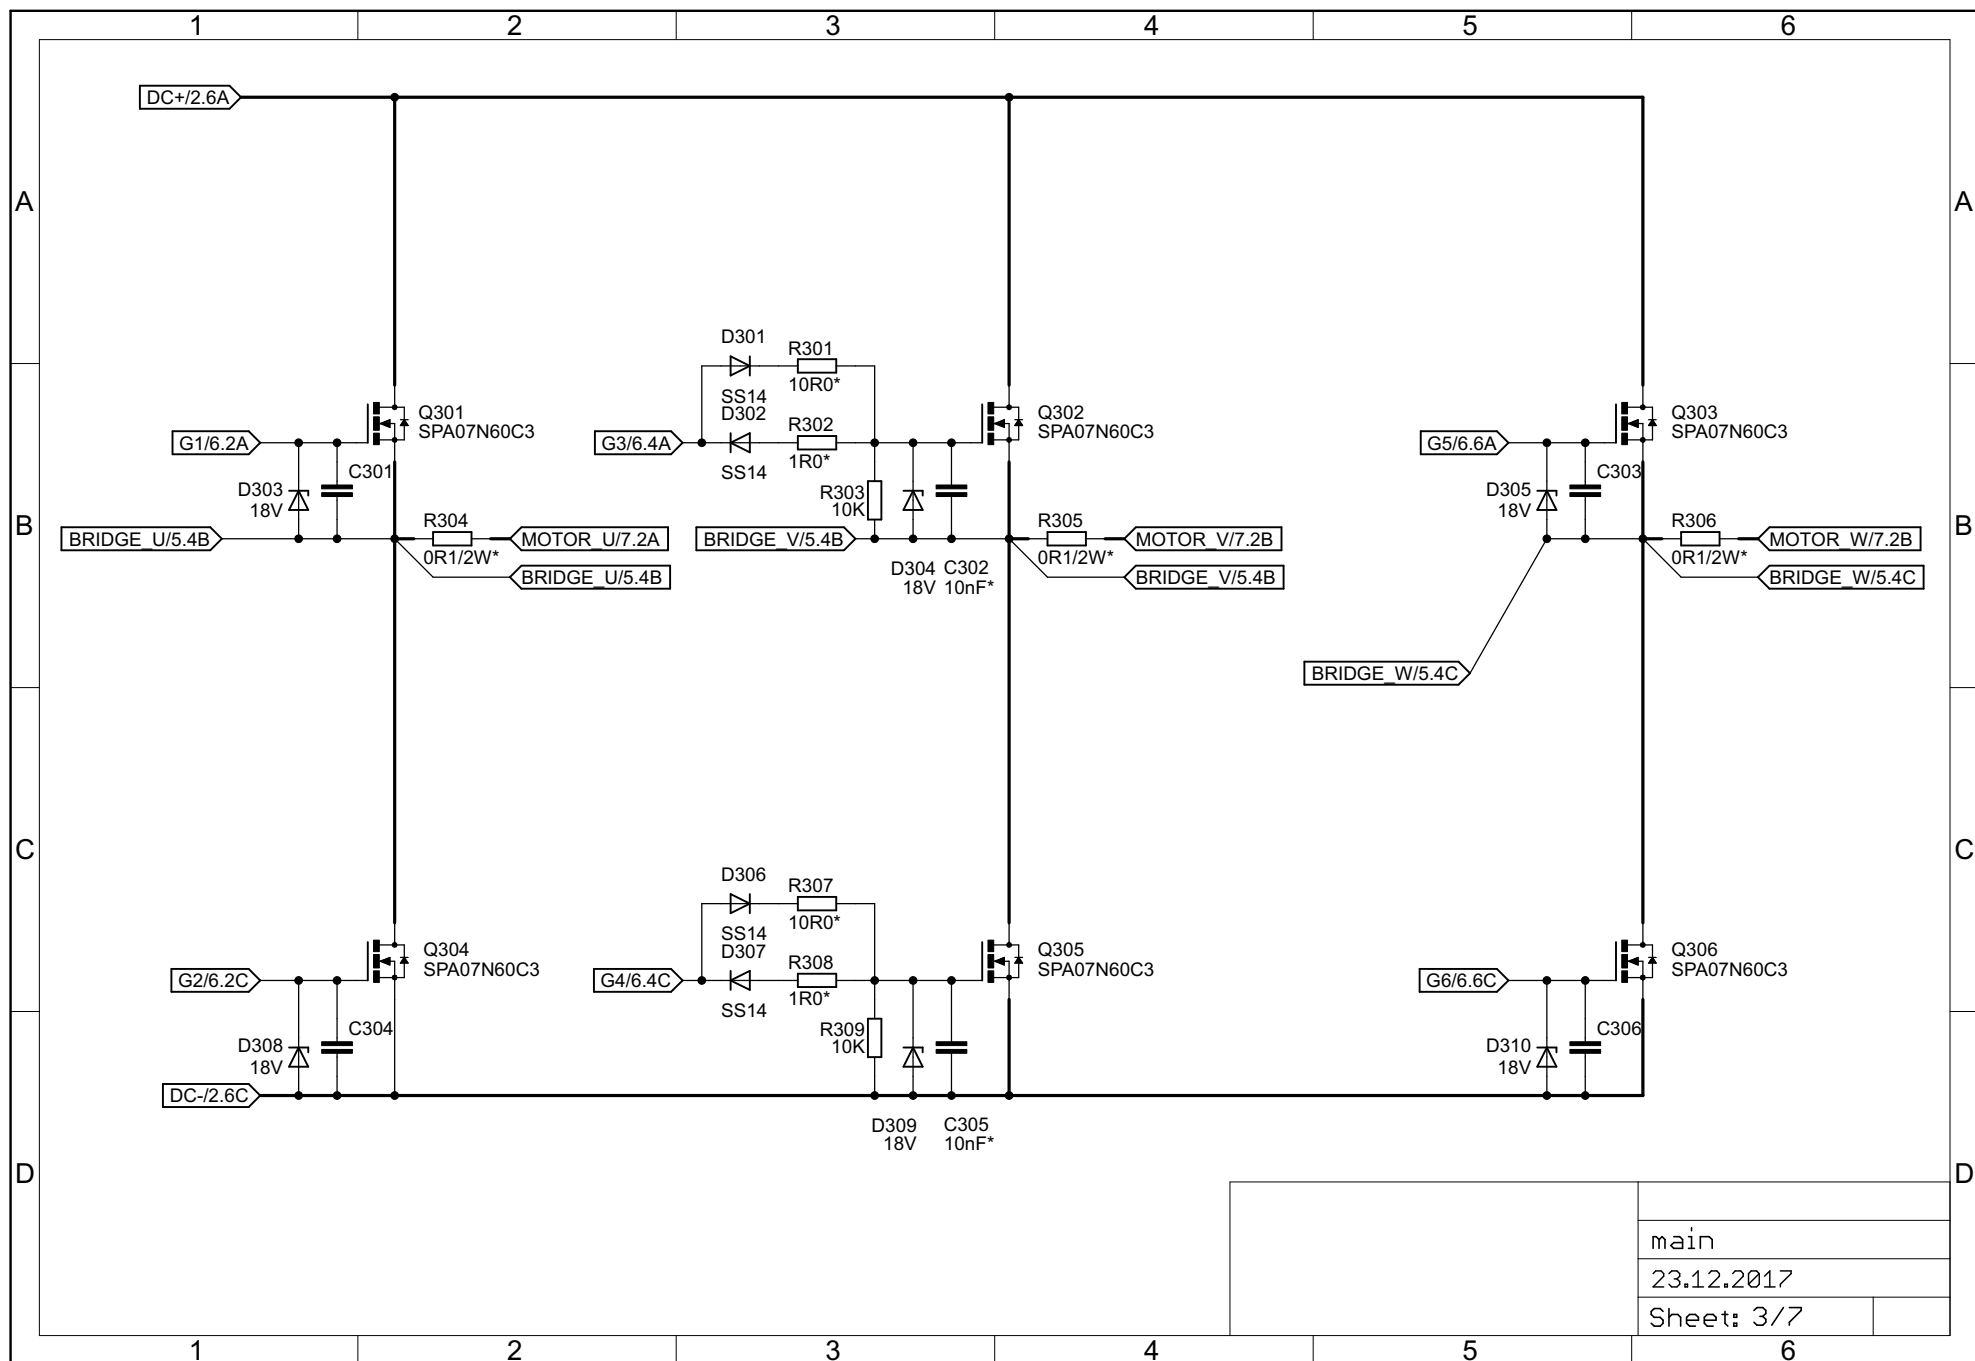 1 2 3 4 5 6
DC+/2.6A
A A
D301
R301
10R0*
SS14
D302
R302
1R0*
SS14
Q301
SPA07N60C3
Q302
SPA07N60C3
Q303
SPA07N60C3
G1/6.2A
G3/6.4A
G5/6.6A
D303
18V
C301
R303
10K
D305
18V
C303
B B
BRIDGE_U/5.4B
R304
0R1/2W*
MOTOR_U/7.2A
BRIDGE_U/5.4B
BRIDGE_V/5.4B
D304
18V
C302
10nF*
R305
0R1/2W*
MOTOR_V/7.2B
BRIDGE_V/5.4B
R306
0R1/2W*
MOTOR_W/7.2B
BRIDGE_W/5.4C
BRIDGE_W/5.4C
C C
D306
R307
10R0*
SS14
D307
R308
1R0*
SS14
Q304
SPA07N60C3
Q305
SPA07N60C3
Q306
SPA07N60C3
G2/6.2C
G4/6.4C
G6/6.6C
D308
18V
C304
R309
10K
D310
18V
C306
DC-/2.6C
D309
18V
C305
10nF*
D D
main
23.12.2017
Sheet: 3/7
1 2 3 4 5 6